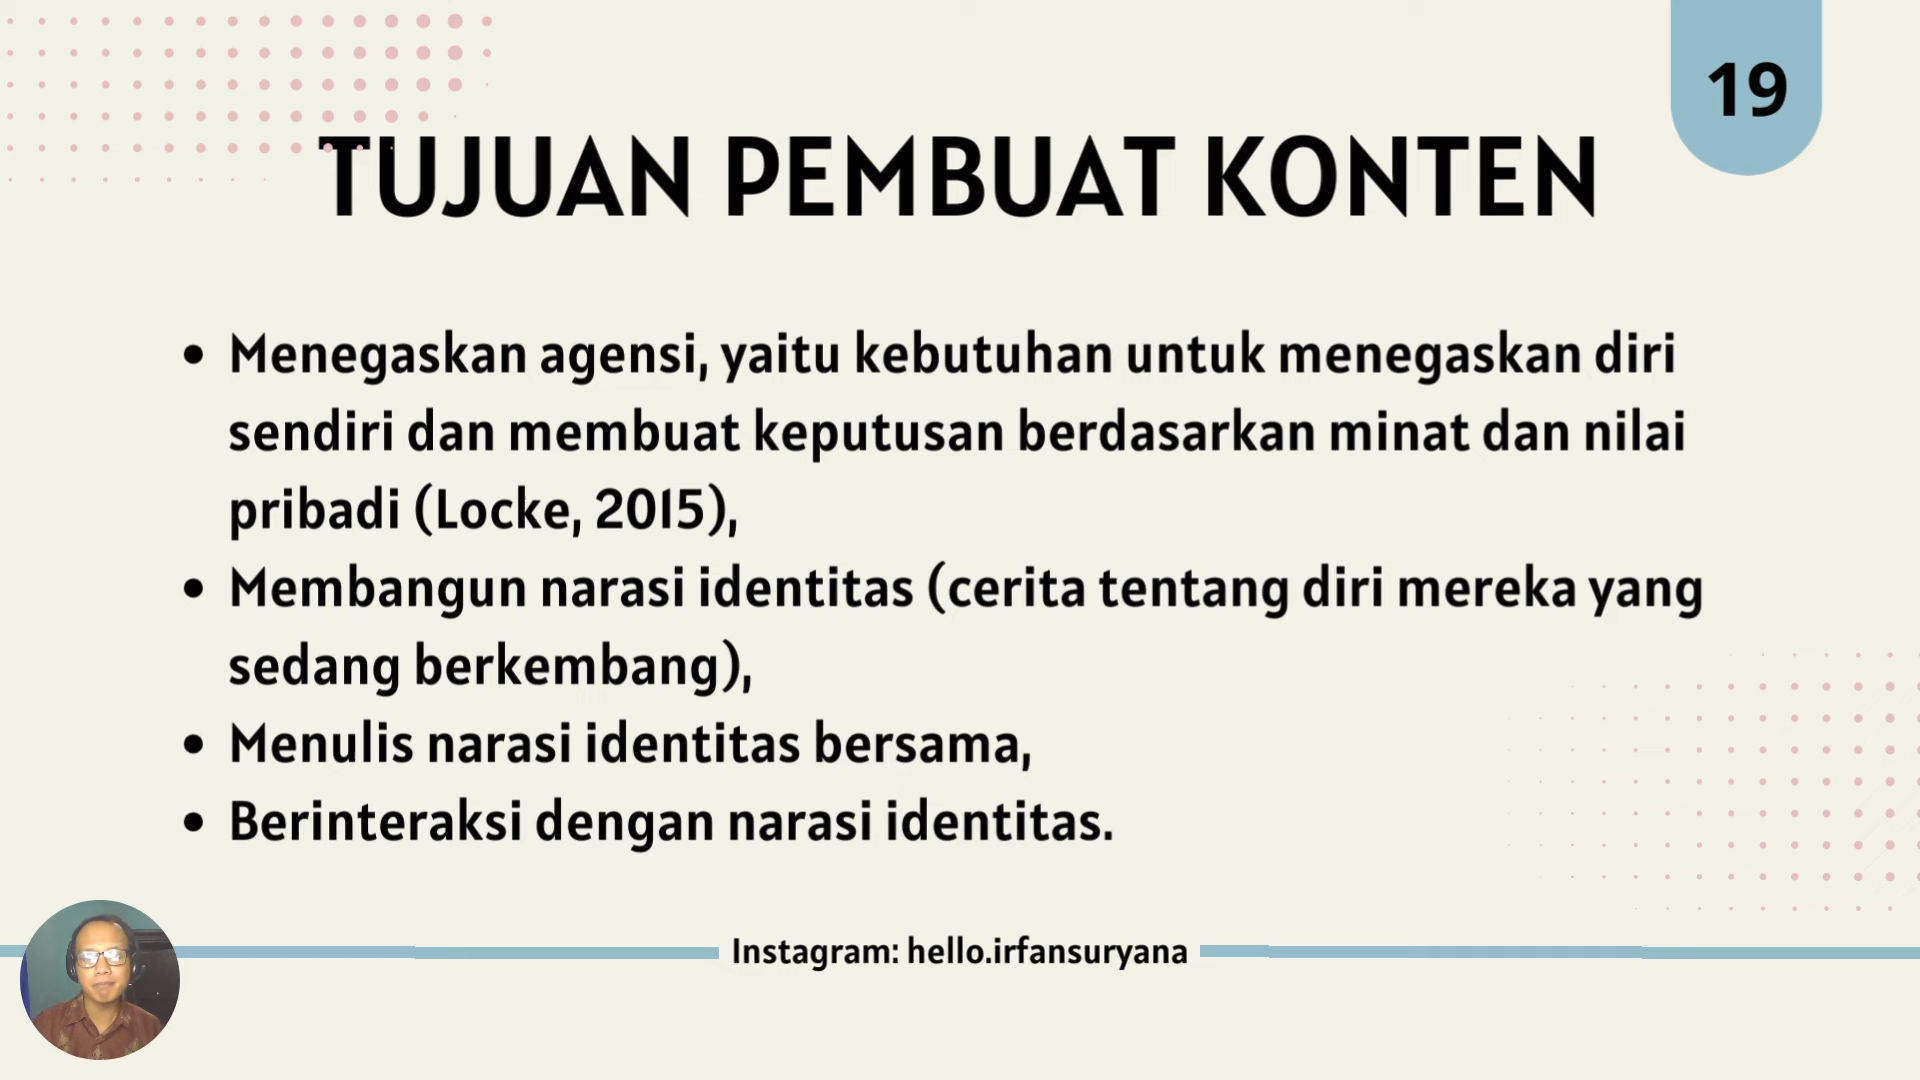 19
TUJUAN PEMBUAT KONTEN
• Menegaskan agensi, yaitu kebutuhan untuk menegaskan diri
sendiri dan membuat keputusan berdasarkan minat dan nilai
pribadi (Locke, 2015),
• Membangun narasi identitas (cerita tentang diri mereka yang
sedang berkembang),
• Menulis narasi identitas bersama,
• Berinteraksi dengan narasi identitas.
Instagram: hello.irfansuryana